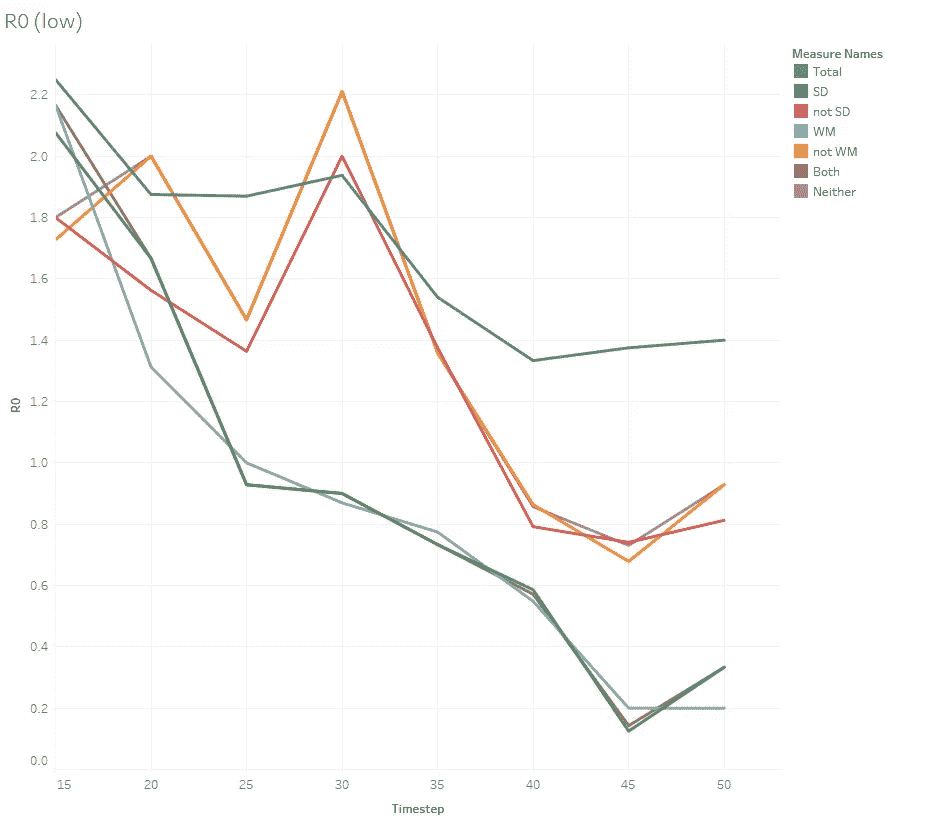 R0 (low)
Measure Names
Total
SD
not SD
WM
not WM
Both
Neither
2.2
2.0
1.8
1.6
1.4
1.2
1.0
0.8
0.6
0.4
0.2
0.0
R0
15 20 25 30 35 40 45 50
Timestep